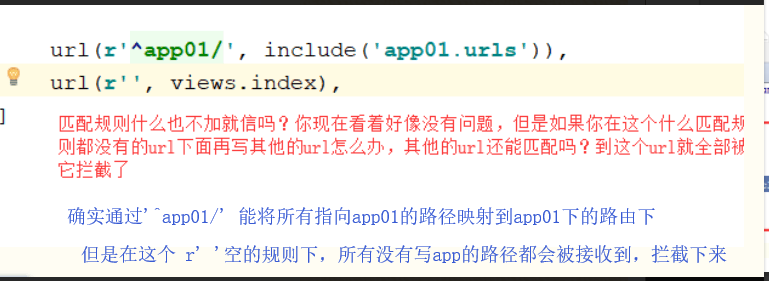 url(r'^app01/', include('app01.urls')),
url(r'', views.index),
]
匹配规则什么也不加就信吗？你现在看着好像没有问题，但是如果你在这个什么匹配规
则都没有的url下面再写其他的url怎么办，其他的url还能匹配吗？到这个url就全部被
它拦截了
确实通过'^app01/' 能将所有指向app01的路径映射到app01下的路由下
但是在这个 r' '空的规则下，所有没有写app的路径都会被接收到，拦截下来